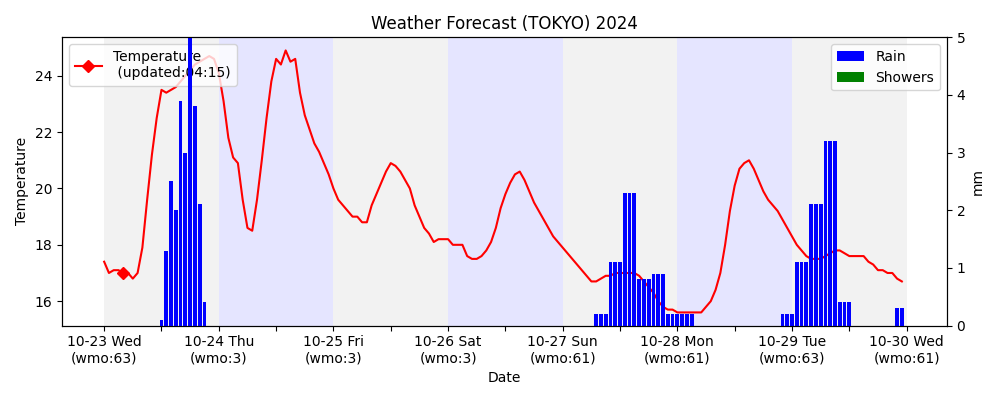 Weather Forecast (TOKYO) 2024
Temperature
(updated:04:15)
Rain
Showers
Temperature
24
22
20
18
16
5
4
3
2
1
0
mm
10-23 Wed
(wmo:63)
10-24 Thu
(wmo:3)
10-25 Fri
(wmo:3)
10-26 Sat
(wmo:3)
10-27 Sun
(wmo:61)
10-28 Mon
(wmo:61)
10-29 Tue
(wmo:63)
10-30 Wed
(wmo:61)
Date